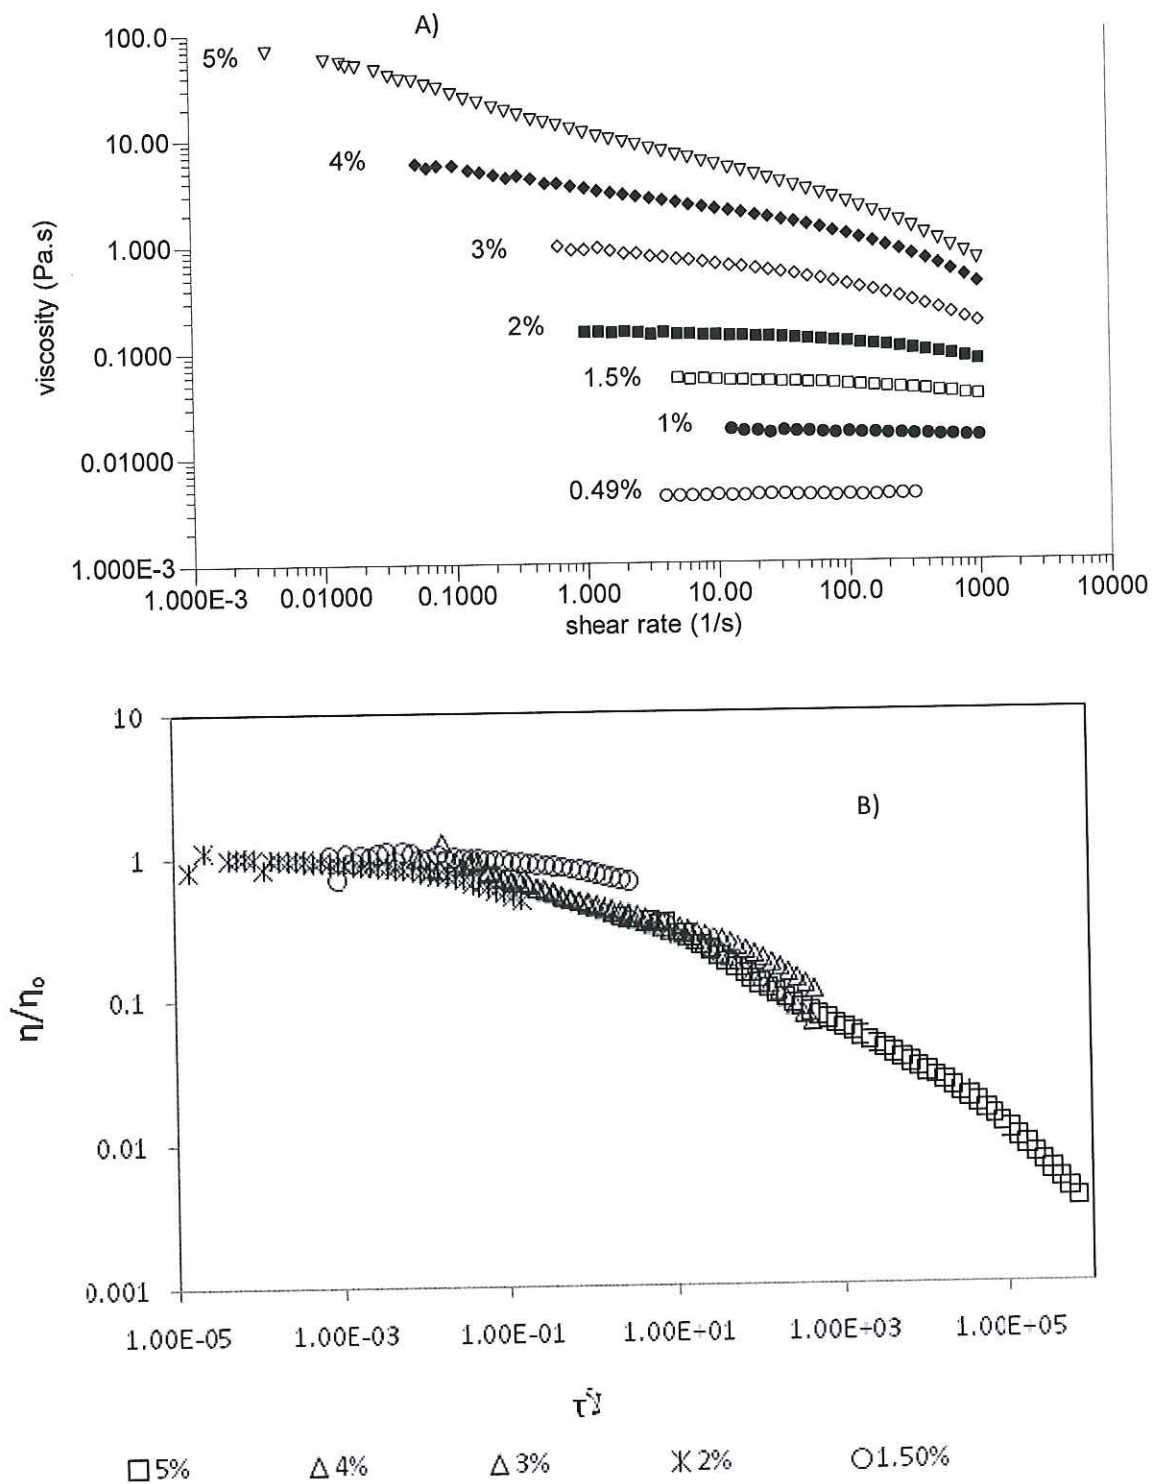 A)
100.0
5%
10.00
4%
1.000
3%
2%
0.1000
1.5%
1%
0.01000
0.49%
1.000E-3
viscosity (Pa.s)
1.000E-3 0.01000 0.1000 1.000 10.00 100.0 1000 10000
shear rate (1/s)
10
B)
1
0.1
η/η₀
0.01
0.001
1.00E-05 1.00E-03 1.00E-01 1.00E+01 1.00E+03 1.00E+05
□5% △4% △3% ж2% ○1.50%